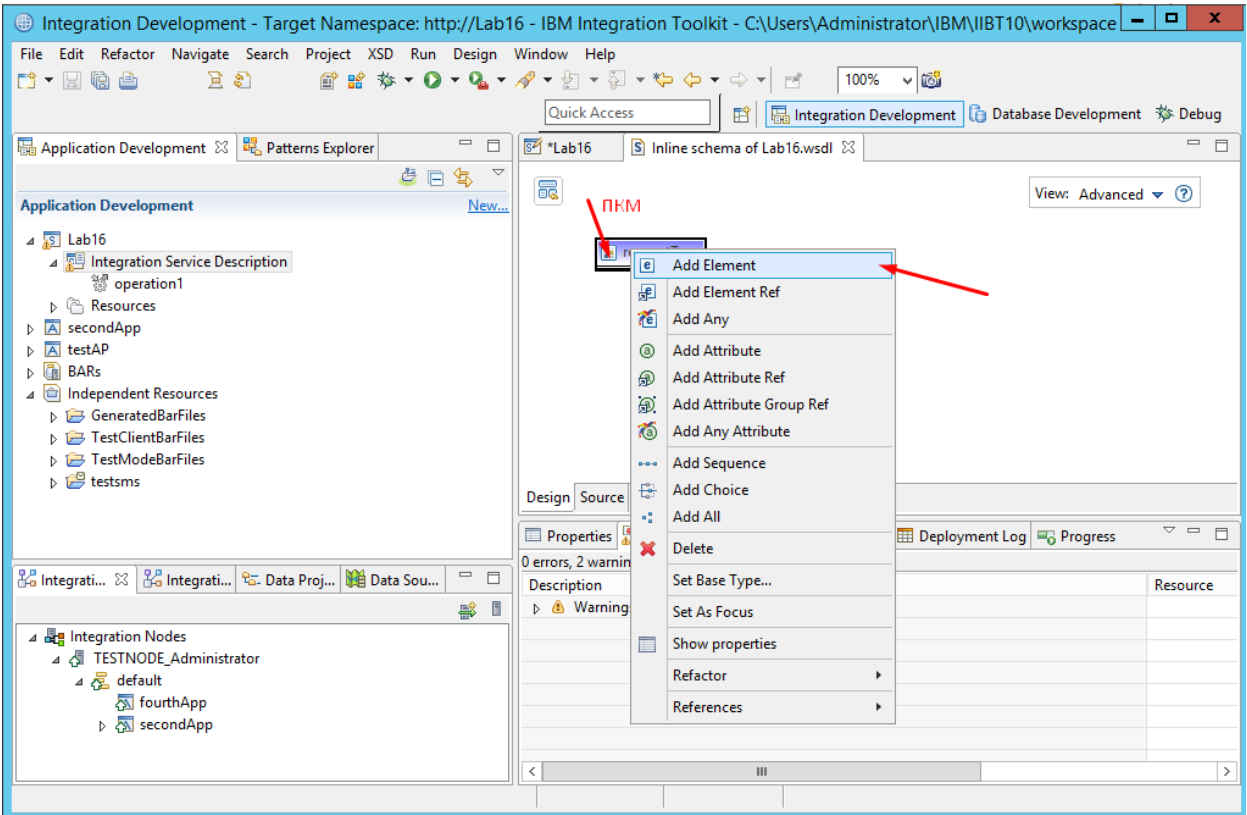 Integration Development - Target Namespace: http://Lab16 - IBM Integration Toolkit - C:\Users\Administrator\IBM\IIBT10\workspace
File Edit Refactor Navigate Search Project XSD Run Design Window Help
100%
Quick Access
Integration Development
Database Development
Debug
Application Development
Patterns Explorer
Application Development
New...
Lab16
Integration Service Description
operation1
Resources
secondApp
testAP
BARs
Independent Resources
GeneratedBarFiles
TestClientBarFiles
TestModeBarFiles
testsms
Integrati...
Integrati...
Data Proj...
Data Sou...
Integration Nodes
TESTNODE_Administrator
default
fourthApp
secondApp
*Lab16
Inline schema of Lab16.wsdl
View: Advanced
ПКМ
Add Element
Add Element Ref
Add Any
Add Attribute
Add Attribute Ref
Add Attribute Group Ref
Add Any Attribute
Add Sequence
Add Choice
Add All
Delete
Set Base Type...
Set As Focus
Show properties
Refactor
References
Design
Source
Properties
Deployment Log
Progress
0 errors, 2 warnin
Description
Resource
Warning